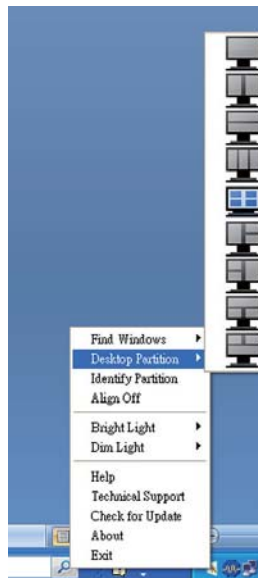 Find Windows
Desktop Partition
Identify Partition
Align Off
Bright Light
Dim Light
Help
Technical Support
Check for Update
About
Exit